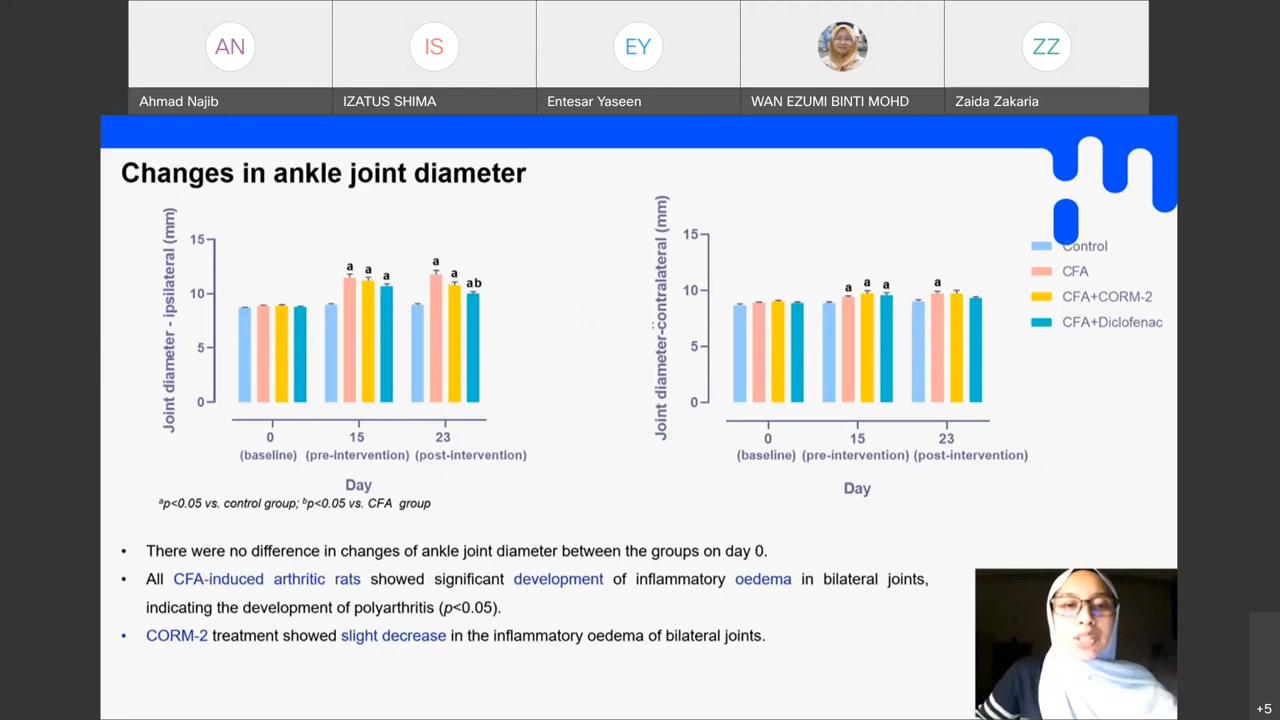 AN
IS
EY
ZZ
Ahmad Najib
IZATUS SHIMA
Entesar Yaseen
WAN EZUMI BINTI MOHD
Zaida Zakaria
Changes in ankle joint diameter
Joint diameter - ipsilateral (mm)
15
10
5
0
a
a
a
a
a
ab
0
15
23
(baseline)
(pre-intervention)
(post-intervention)
Day
Joint diameter-contralateral (mm)
15
10
5
0
a
a
a
a
0
15
23
(baseline)
(pre-intervention)
(post-intervention)
Day
Control
CFA
CFA+CORM-2
CFA+Diclofenac
ᵃp<0.05 vs. control group; ᵇp<0.05 vs. CFA group
• There were no difference in changes of ankle joint diameter between the groups on day 0.
• All CFA-induced arthritic rats showed significant development of inflammatory oedema in bilateral joints,
indicating the development of polyarthritis (p<0.05).
• CORM-2 treatment showed slight decrease in the inflammatory oedema of bilateral joints.
+5